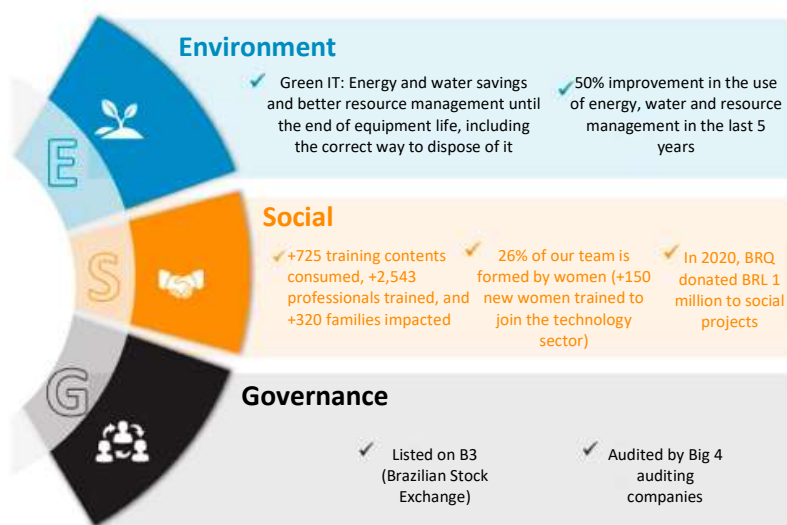 Environment
✓ Green IT: Energy and water savings
and better resource management until
the end of equipment life, including
the correct way to dispose of it
✓ 50% improvement in the use
of energy, water and resource
management in the last 5
years
E
Social
✓ +725 training contents
consumed, +2,543
professionals trained, and
+320 families impacted
✓ 26% of our team is
formed by women (+150
new women trained to
join the technology
sector)
✓ In 2020, BRQ
donated BRL 1
million to social
projects
S
Governance
✓ Listed on B3
(Brazilian Stock
Exchange)
✓ Audited by Big 4
auditing
companies
G